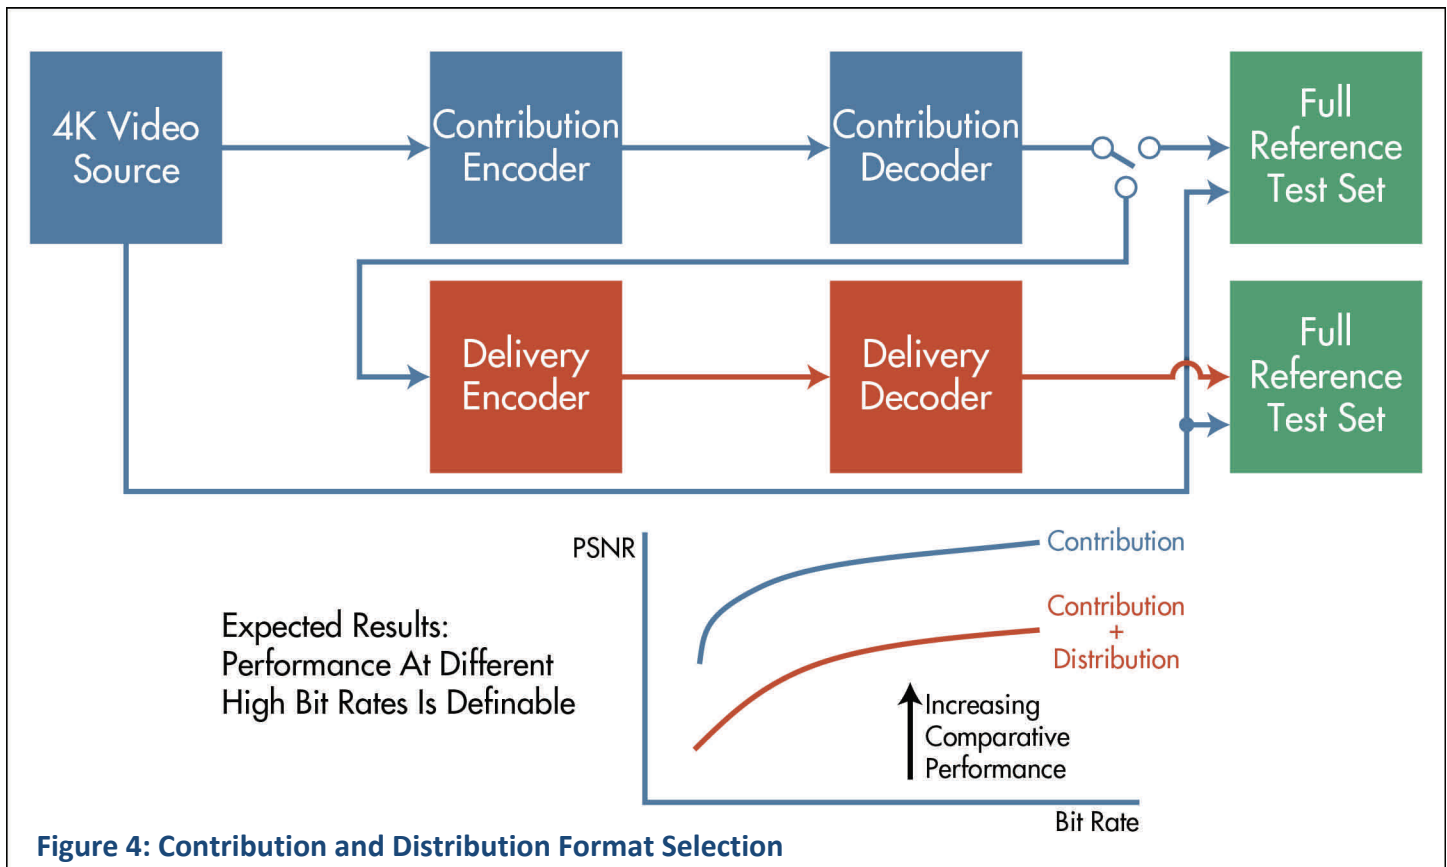 4K Video
Source
Contribution
Encoder
Contribution
Decoder
Full
Reference
Test Set
Delivery
Encoder
Delivery
Decoder
Full
Reference
Test Set
PSNR
Contribution
Contribution
+
Distribution
Expected Results:
Performance At Different
High Bit Rates Is Definable
Increasing
Comparative
Performance
Bit Rate
Figure 4: Contribution and Distribution Format Selection